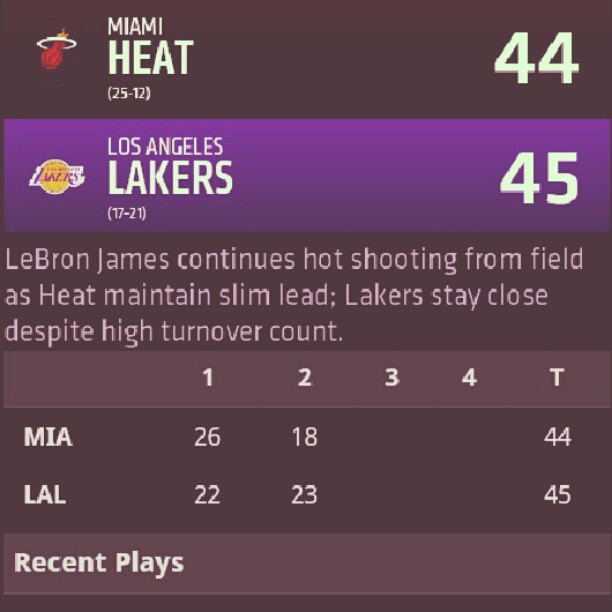 MIAMI
HEAT
44
(25-12)
LOS ANGELES
LAKERS
45
(17-21)
LeBron James continues hot shooting from field
as Heat maintain slim lead; Lakers stay close
despite high turnover count.
1 2 3 4 T
MIA 26 18 44
LAL 22 23 45
Recent Plays